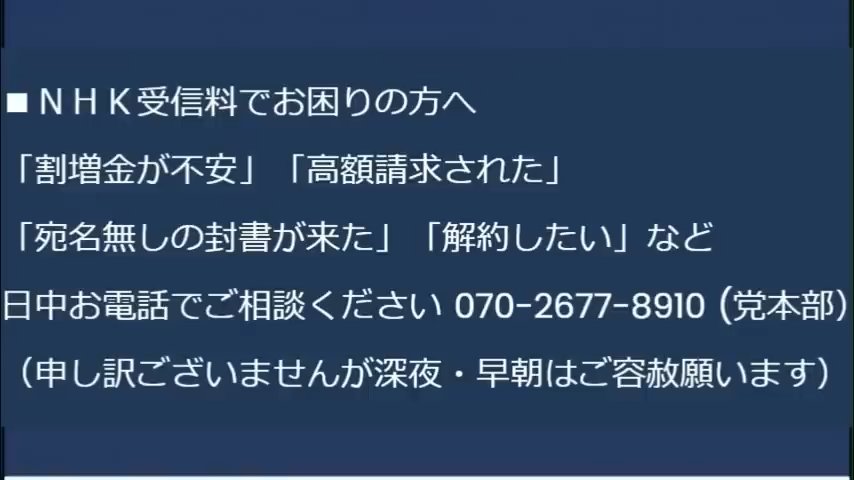 ■ＮＨＫ受信料でお困りの方へ
「割増金が不安」「高額請求された」
「宛名無しの封書が来た」「解約したい」など
日中お電話でご相談ください 070-2677-8910 (党本部)
（申し訳ございませんが深夜・早朝はご容赦願います）